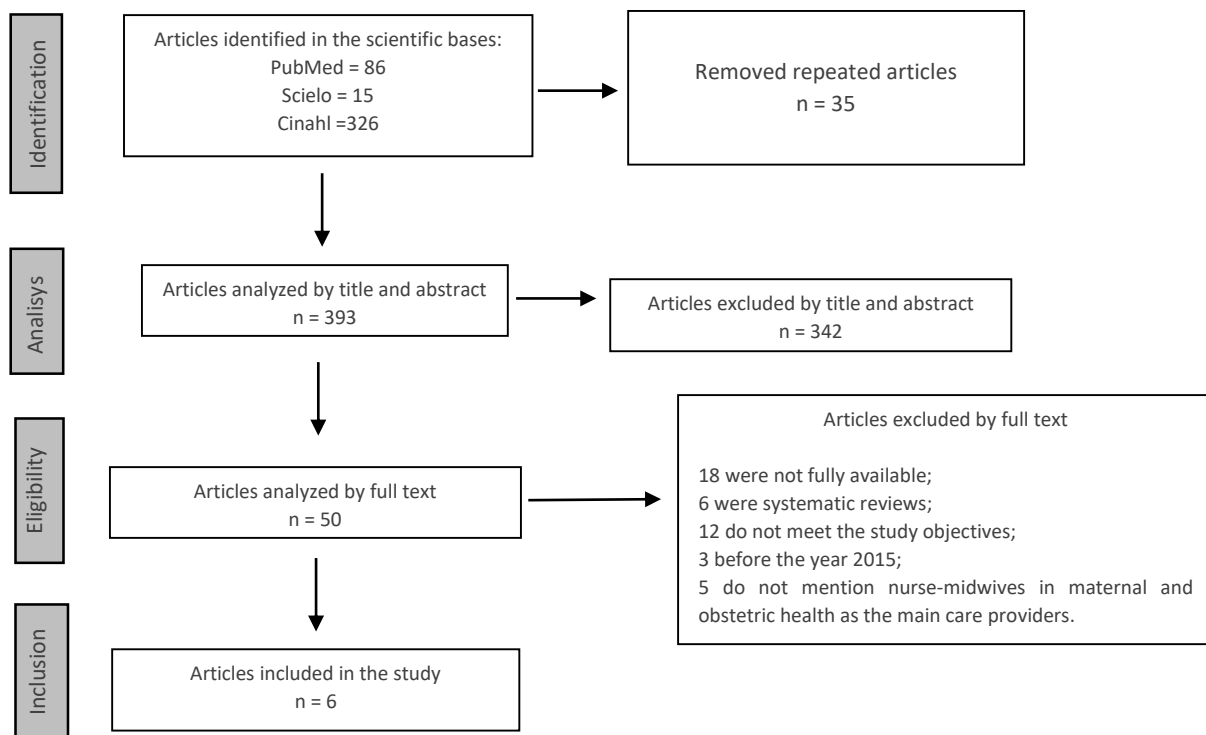 Identification
Articles identified in the scientific bases:
PubMed = 86
Scielo = 15
Cinahl =326
Removed repeated articles
n = 35
Analisys
Articles analyzed by title and abstract
n = 393
Articles excluded by title and abstract
n = 342
Eligibility
Articles analyzed by full text
n = 50
Articles excluded by full text
18 were not fully available;
6 were systematic reviews;
12 do not meet the study objectives;
3 before the year 2015;
5 do not mention nurse-midwives in maternal and
obstetric health as the main care providers.
Inclusion
Articles included in the study
n = 6